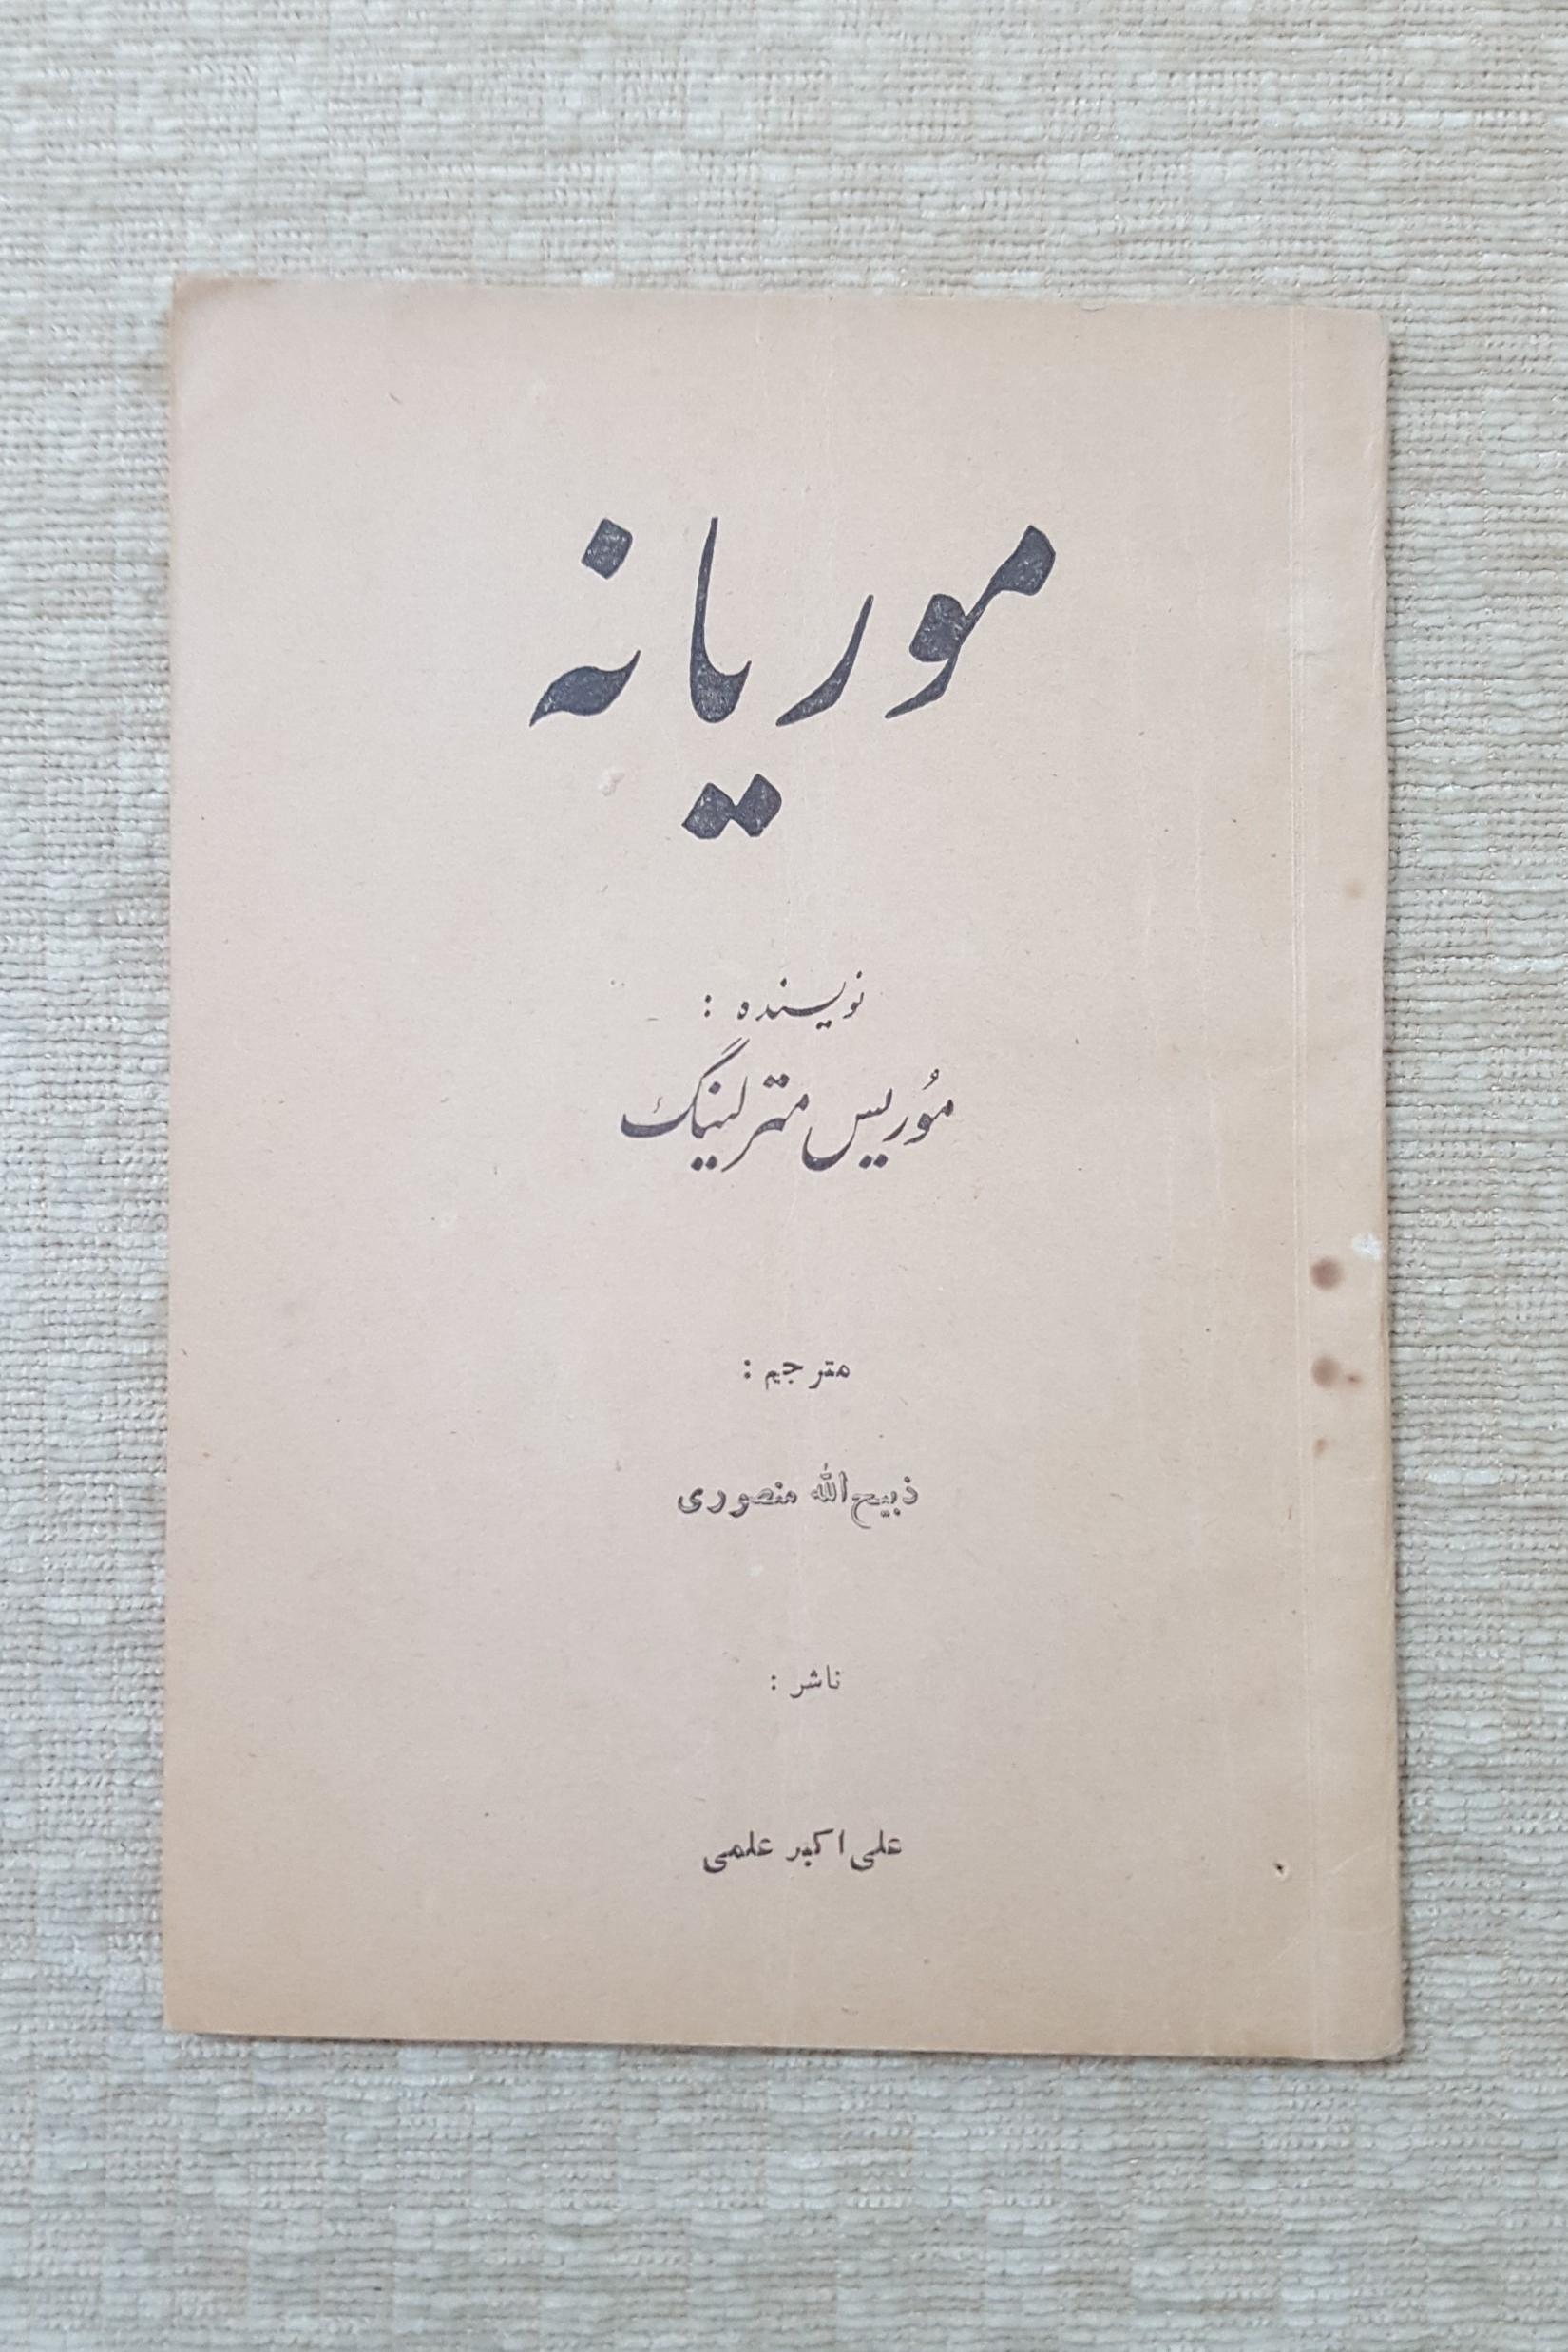 موریانه
نویسنده :
مُوریس مترلینگ
مترجم :
ذبیح‌الله منصوری
ناشر :
علی‌اکبر علمی